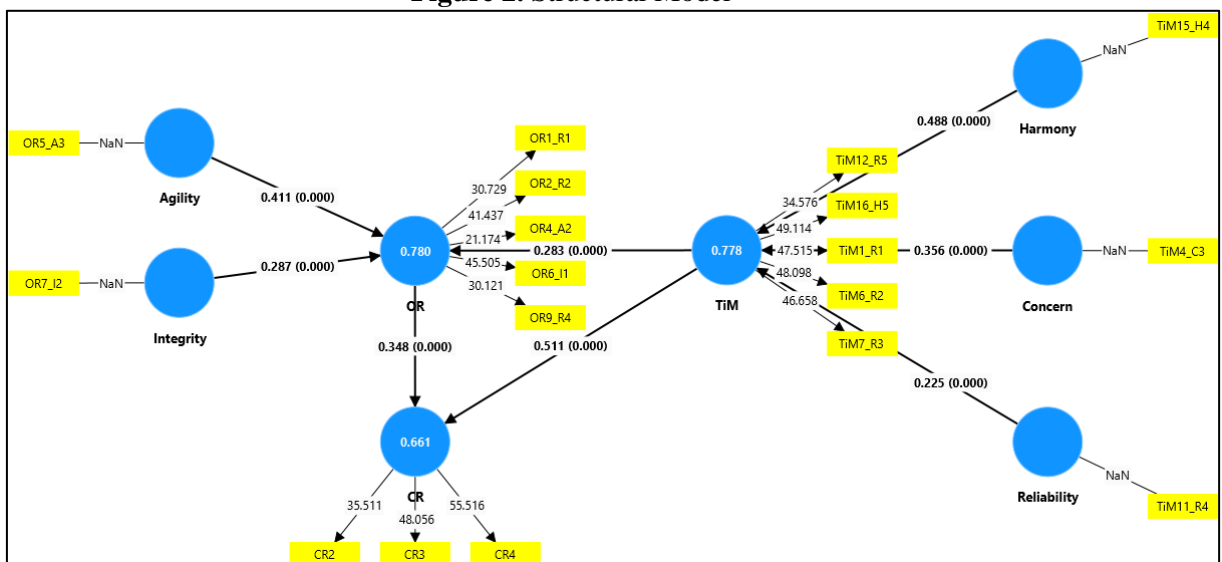 Figure 2. Structural Model
TiM15_H4
NaN
Harmony
OR5_A3
NaN
Agility
0.411 (0.000)
OR1_R1
30.729
OR2_R2
41.437
OR4_A2
21.174
0.780
OR
45.505
OR6_I1
30.121
OR9_R4
0.283 (0.000)
0.488 (0.000)
TiM12_R5
34.576
TiM16_H5
49.114
0.778
TiM
47.515
TiM1_R1
0.356 (0.000)
48.098
TiM6_R2
46.658
TiM7_R3
Concern
NaN
TiM4_C3
OR7_I2
NaN
Integrity
0.287 (0.000)
0.348 (0.000)
0.511 (0.000)
0.225 (0.000)
Reliability
NaN
TiM11_R4
0.661
CR
35.511
48.056
55.516
CR2
CR3
CR4